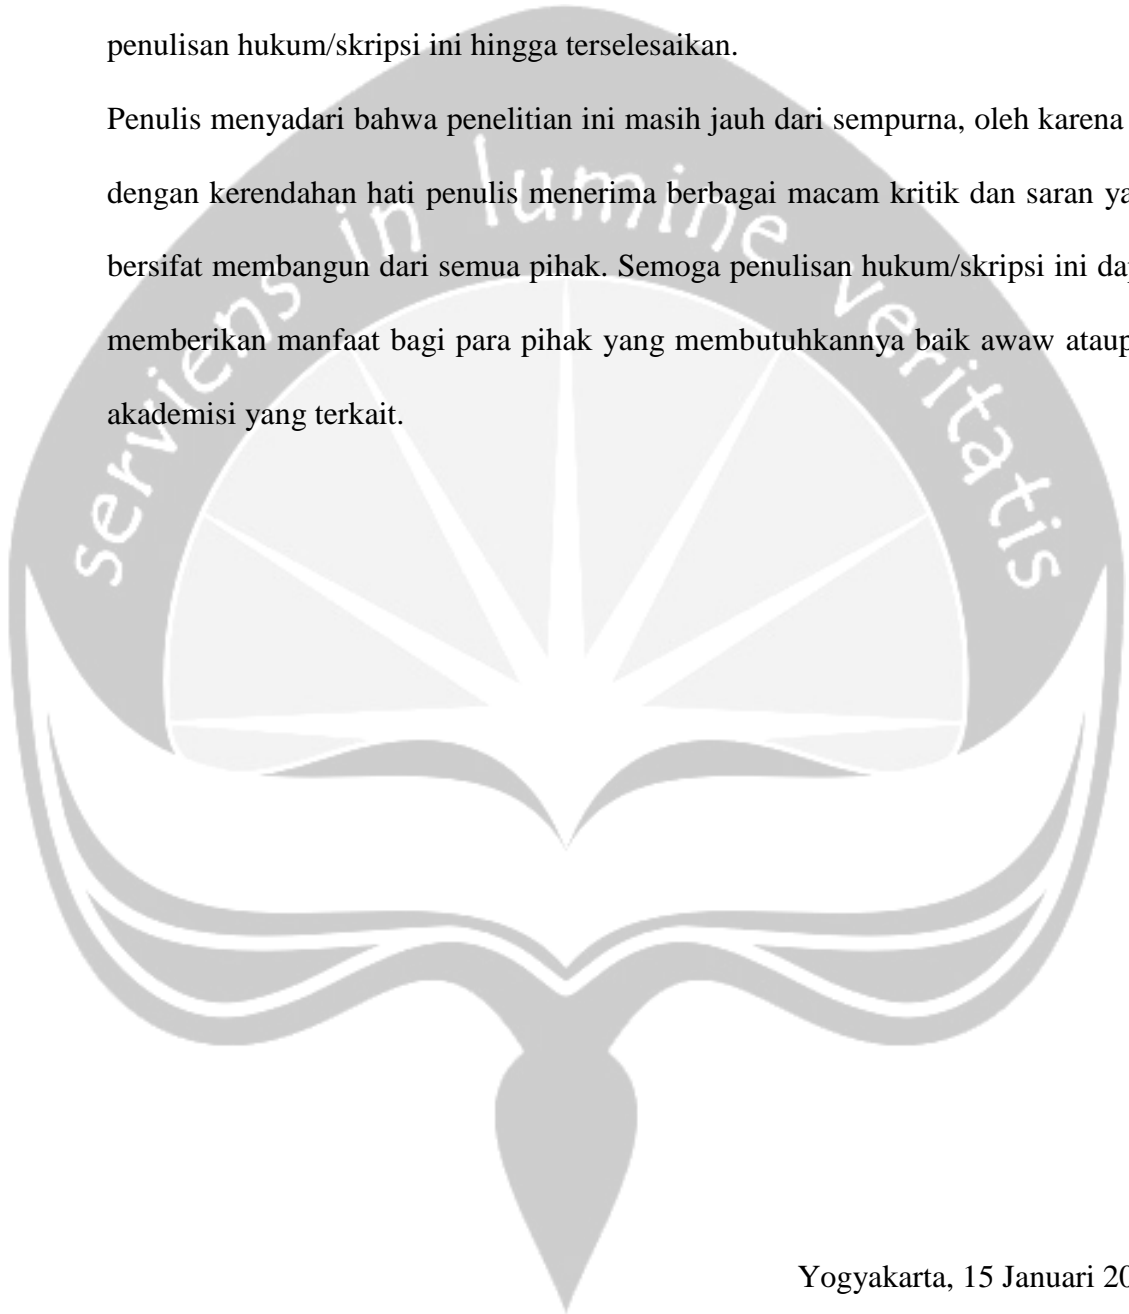 penulisan hukum/skripsi ini hingga terselesaikan.
Penulis menyadari bahwa penelitian ini masih jauh dari sempurna, oleh karena
dengan kerendahan hati penulis menerima berbagai macam kritik dan saran ya
bersifat membangun dari semua pihak. Semoga penulisan hukum/skripsi ini da
memberikan manfaat bagi para pihak yang membutuhkannya baik awaw ataup
akademisi yang terkait.
serviens in lumine veritatis
Yogyakarta, 15 Januari 20